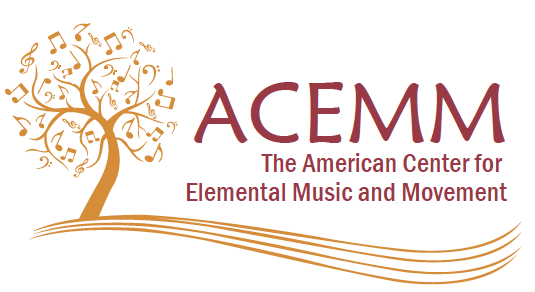 ACEMM
The American Center for
Elemental Music and Movement